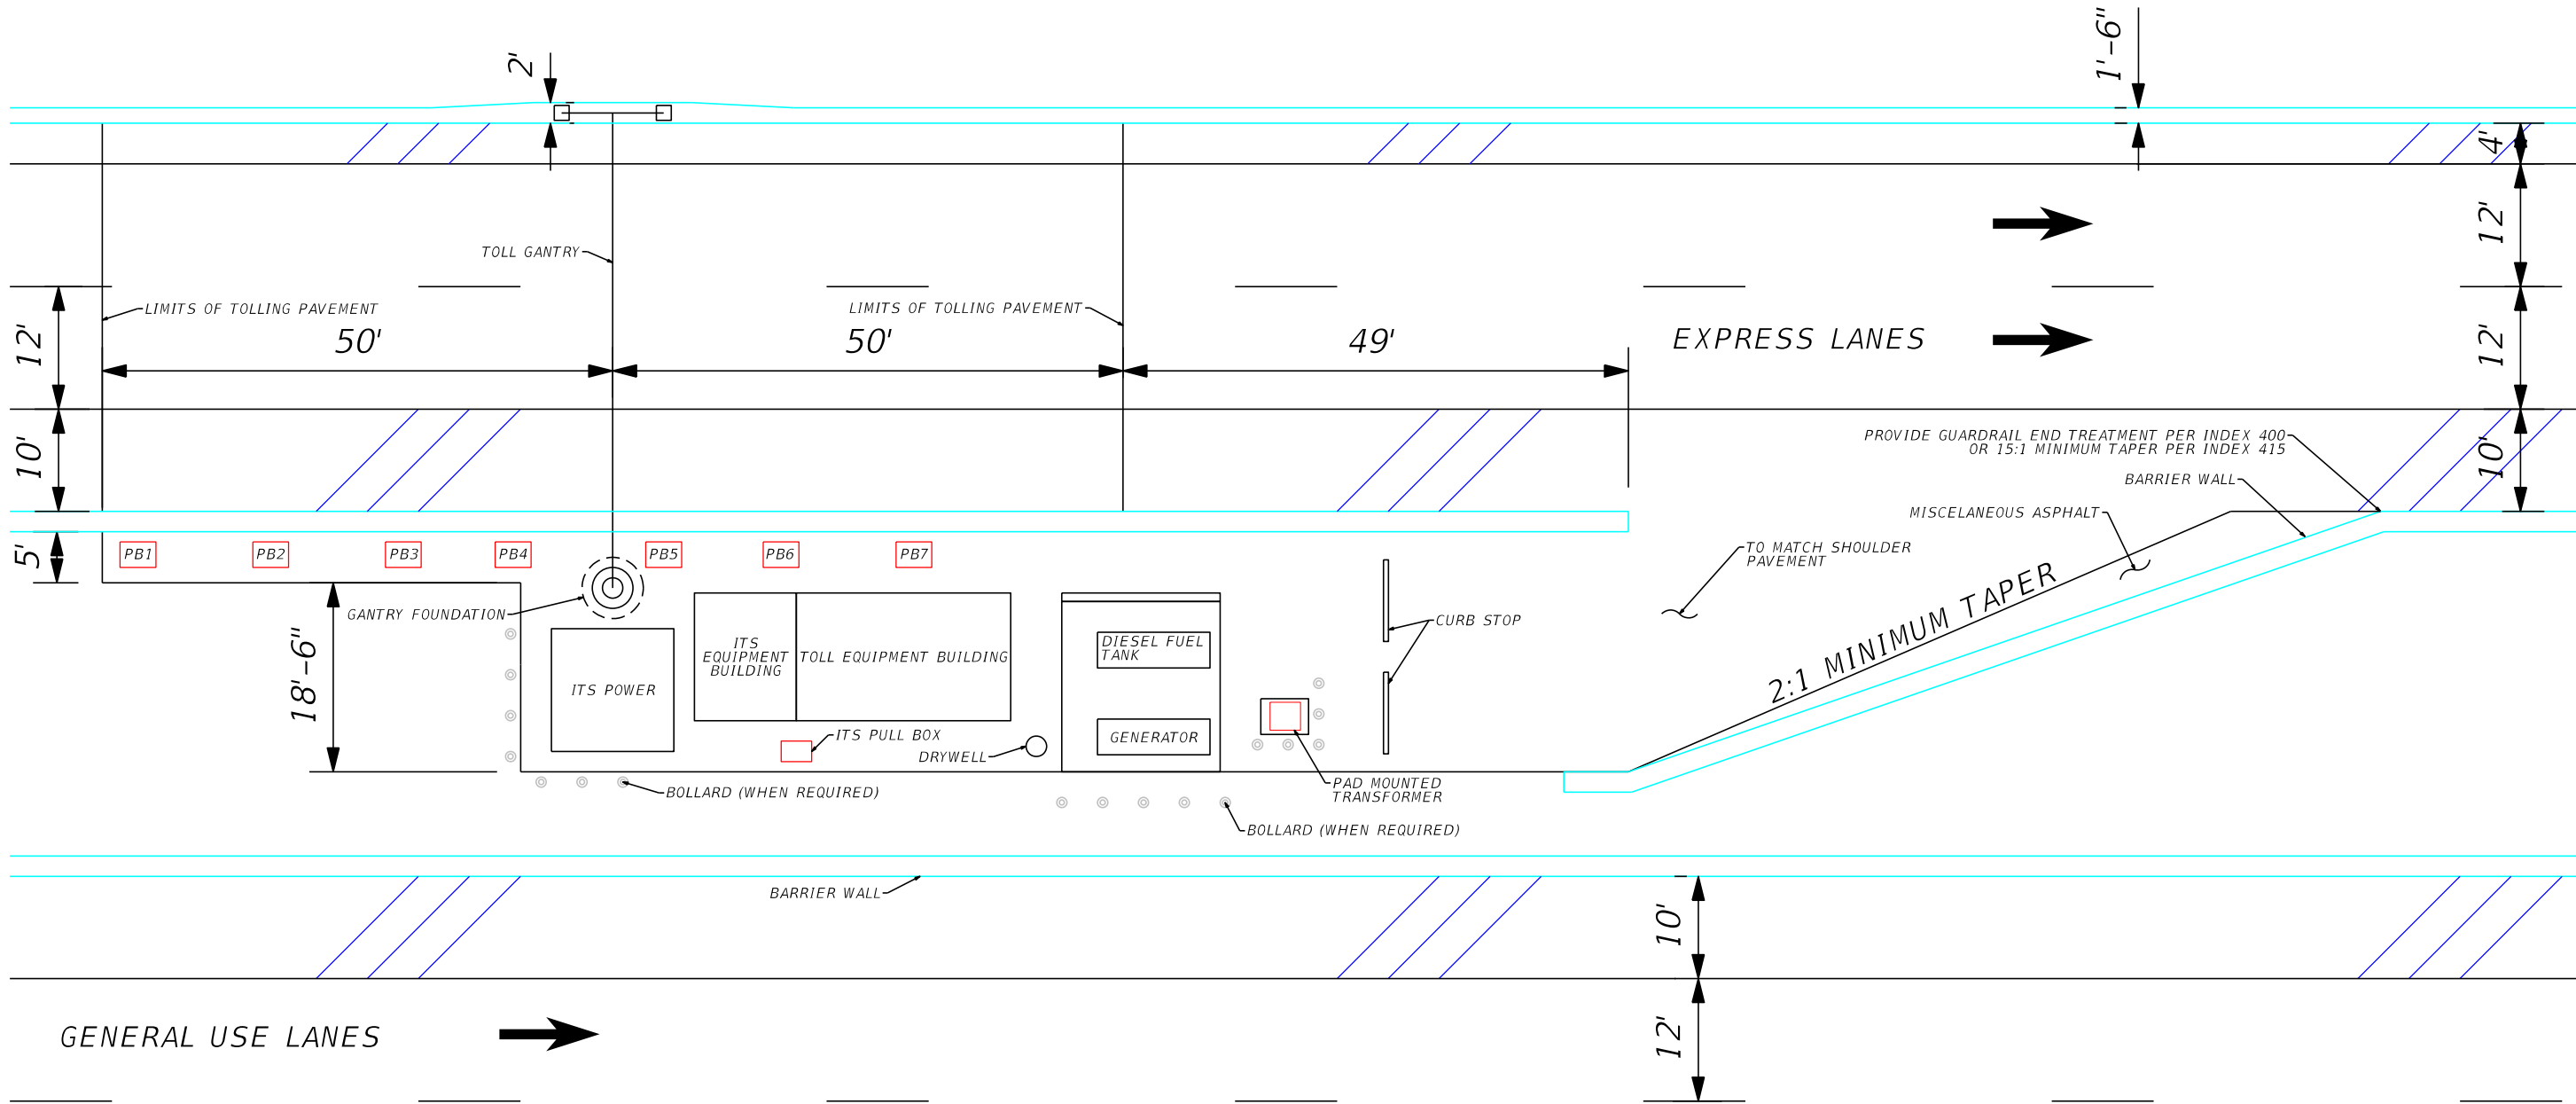 2'
1'-6"
4'
TOLL GANTRY
12'
LIMITS OF TOLLING PAVEMENT
LIMITS OF TOLLING PAVEMENT
12'
50'
50'
49'
EXPRESS LANES
12'
10'
PROVIDE GUARDRAIL END TREATMENT PER INDEX 400
OR 15:1 MINIMUM TAPER PER INDEX 415
10'
BARRIER WALL
MISCELANEOUS ASPHALT
5'
PB1
PB2
PB3
PB4
PB5
PB6
PB7
TO MATCH SHOULDER
PAVEMENT
2:1 MINIMUM TAPER
GANTRY FOUNDATION
CURB STOP
18'-6"
ITS POWER
ITS
EQUIPMENT
BUILDING
TOLL EQUIPMENT BUILDING
DIESEL FUEL
TANK
GENERATOR
ITS PULL BOX
DRYWELL
BOLLARD (WHEN REQUIRED)
PAD MOUNTED
TRANSFORMER
BOLLARD (WHEN REQUIRED)
BARRIER WALL
10'
GENERAL USE LANES
12'